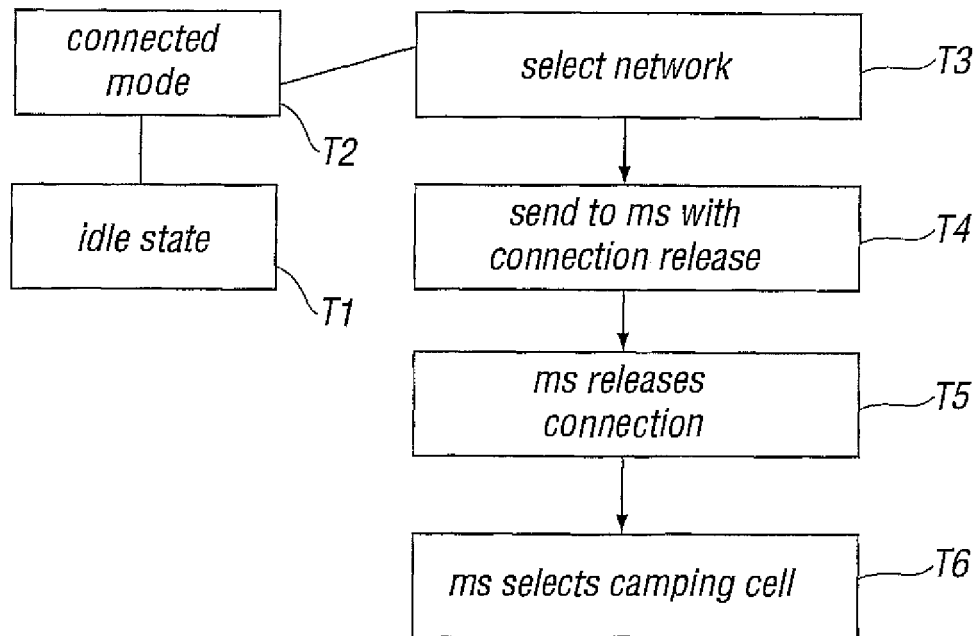 connected
mode
T2
idle state
T1
select network
T3
send to ms with
connection release
T4
ms releases
connection
T5
ms selects camping cell
T6